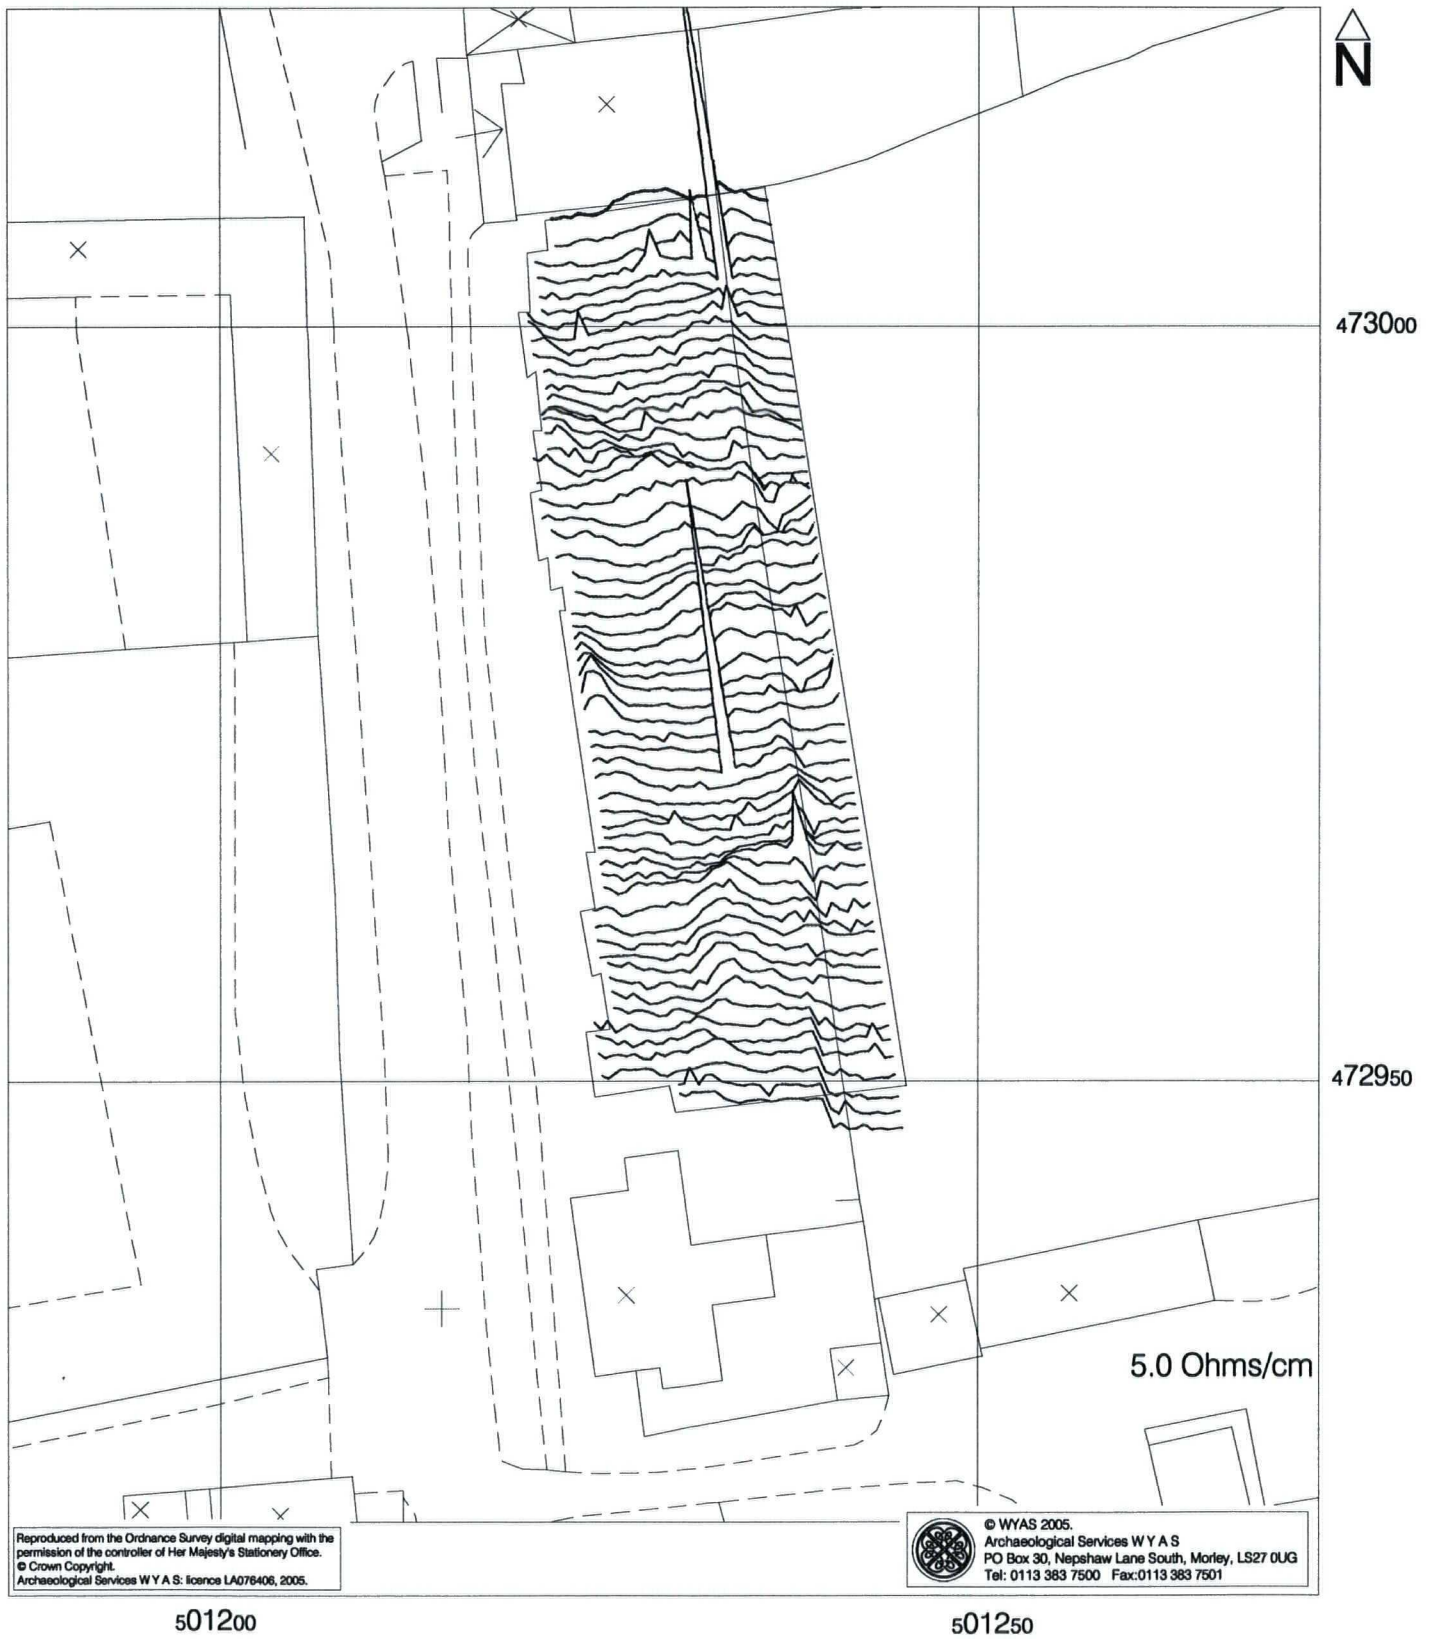 N
473000
472950
5.0 Ohms/cm
Reproduced from the Ordnance Survey digital mapping with the
permission of the controller of Her Majesty's Stationery Office.
© Crown Copyright.
Archaeological Services W Y A S: licence LA076406, 2005.
© WYAS 2005.
Archaeological Services W Y A S
PO Box 30, Nepshaw Lane South, Morley, LS27 0UG
Tel: 0113 383 7500 Fax:0113 383 7501
501200
501250